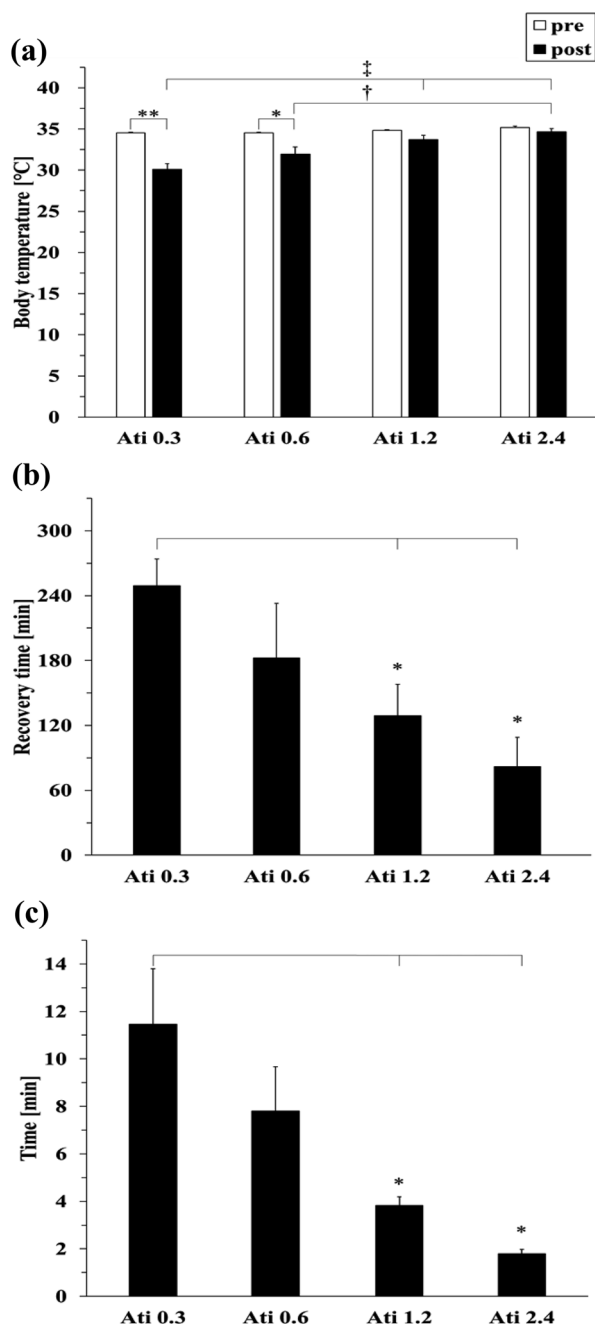 pre
post
(a)
‡
†
** *
40
35
30
25
20
15
10
5
0
Body temperature [℃]
Ati 0.3 Ati 0.6 Ati 1.2 Ati 2.4
(b)
300
240
180
120
60
0
Recovery time [min]
*
*
Ati 0.3 Ati 0.6 Ati 1.2 Ati 2.4
(c)
14
12
10
8
6
4
2
0
Time [min]
*
*
Ati 0.3 Ati 0.6 Ati 1.2 Ati 2.4